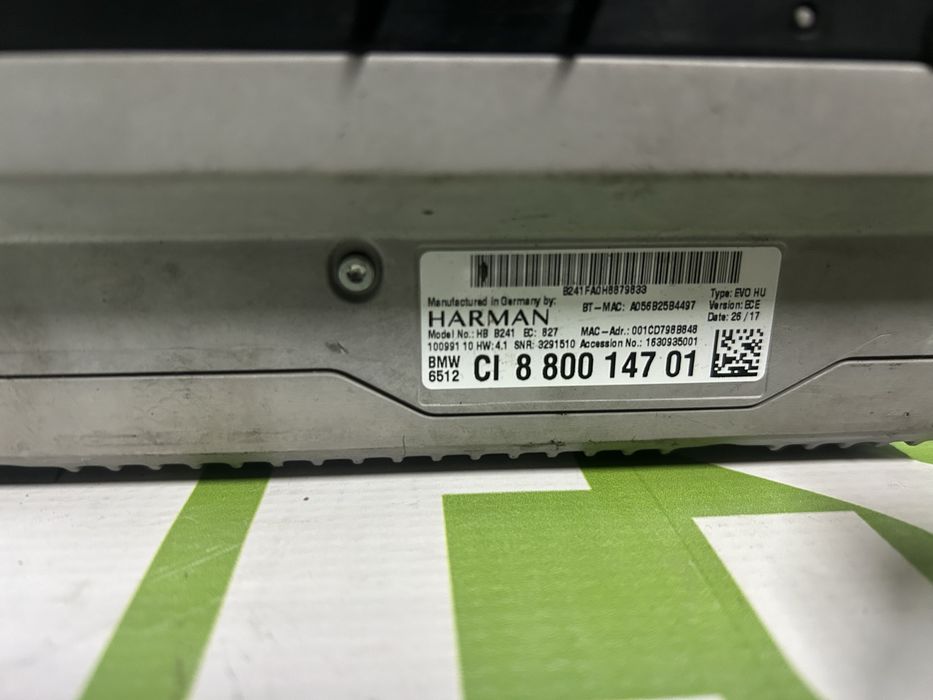 B241FA0H8879833
Manufactured in Germany by:
HARMAN
BT-MAC: A056B25B4497
Type: EVO HU
Version: ECE
Date: 26/17
Model No.: HB B241 EC: 827
MAC-Adr.: 001CD798B848
100991 10 HW: 4.1 SNR: 3291510 Accession No.: 1630935001
BMW
6512
CI 8 800 147 01